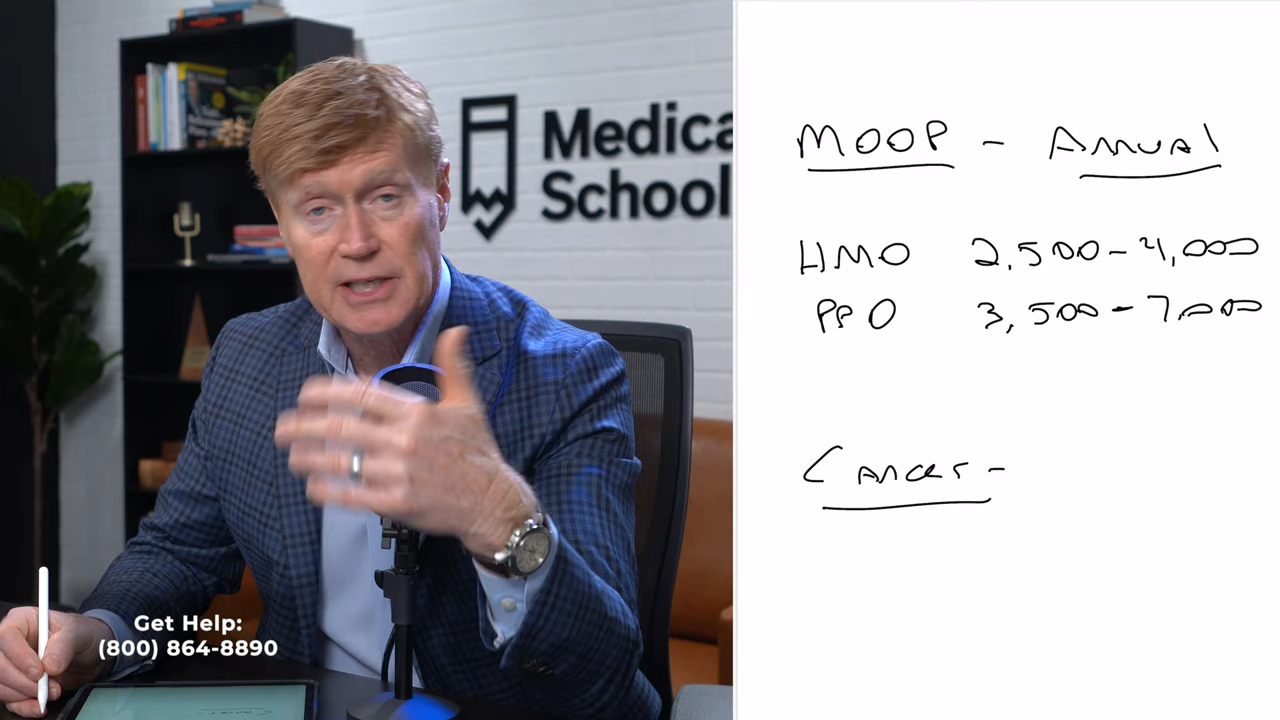 Medica
School
Get Help:
(800) 864-8890
MOOP - Annual
HMO 2,500 - 4,000
PPO 3,500 - 7,000
Cancer -